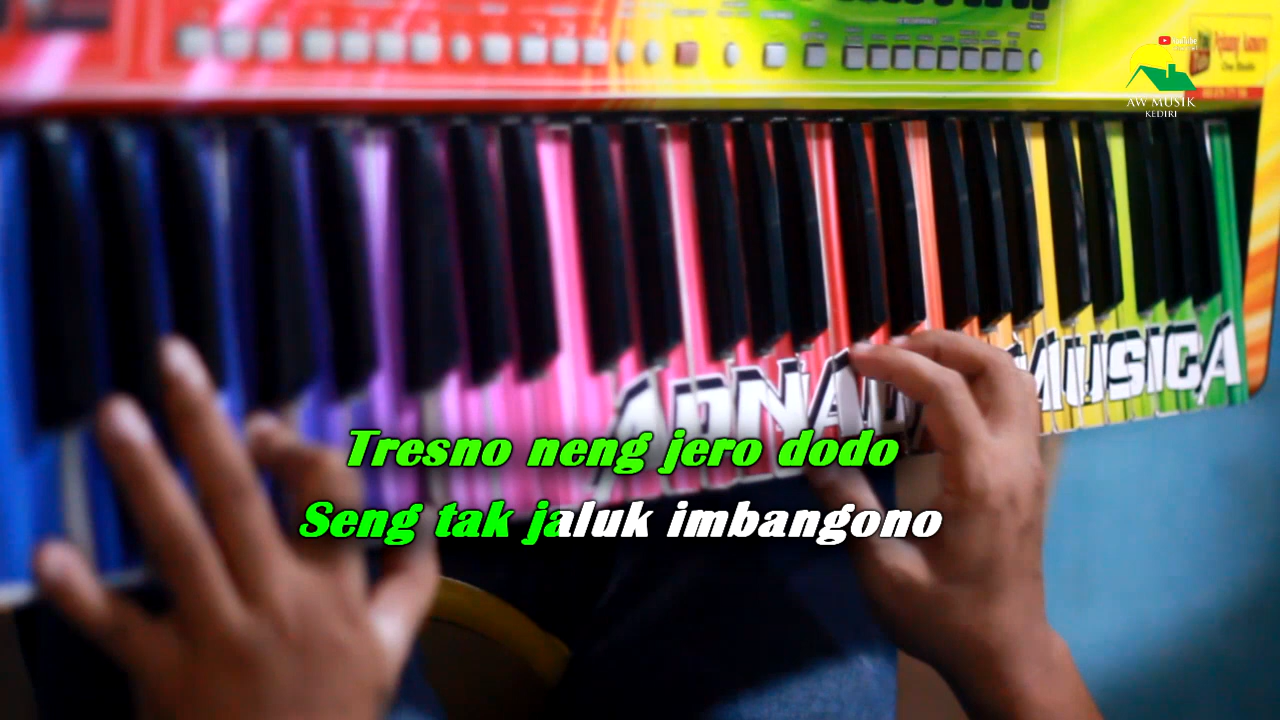 AW MUSIK
KEDIRI
MUSICA
Tresno neng jero dodo
Seng tak jaluk imbangono